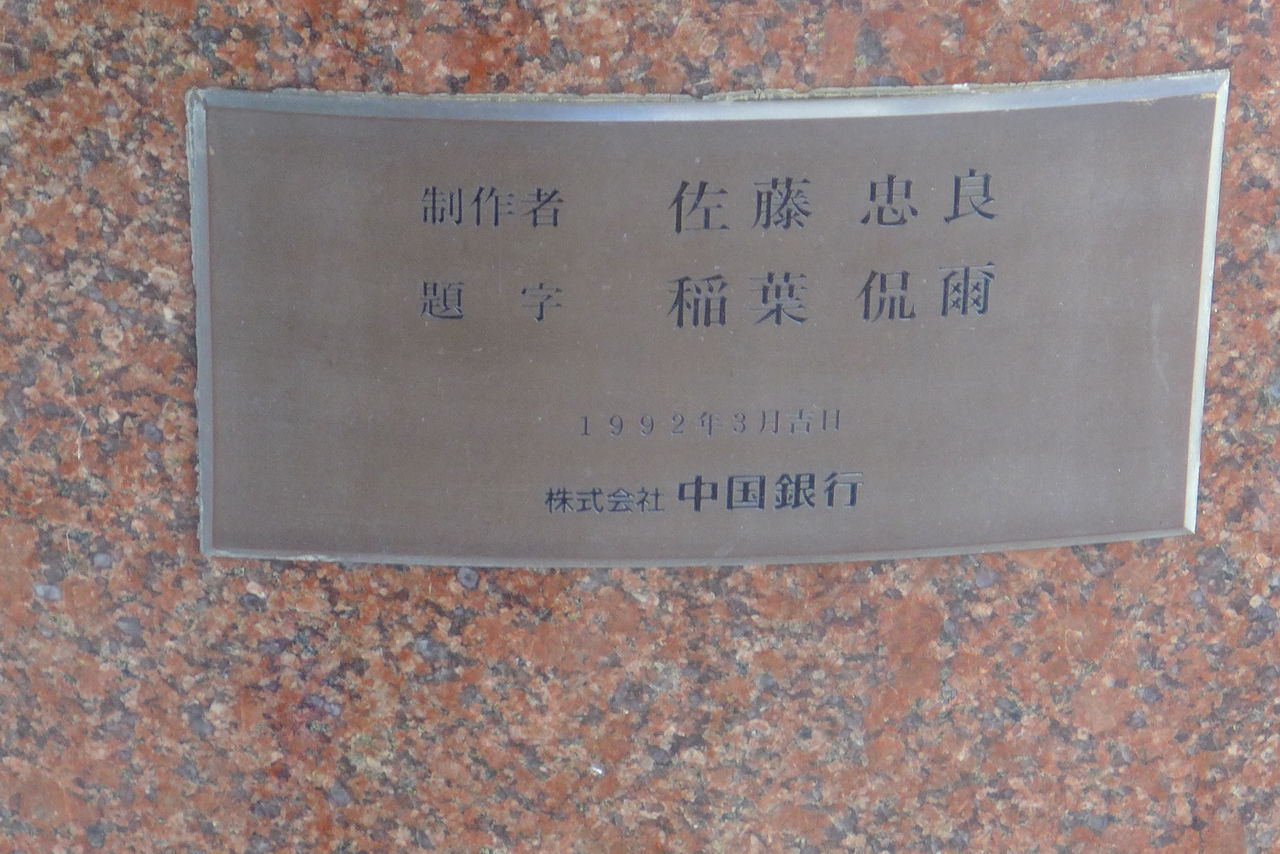 制作者 佐藤 忠良
題字 稲葉 侃爾
1992年3月吉日
株式会社 中国銀行